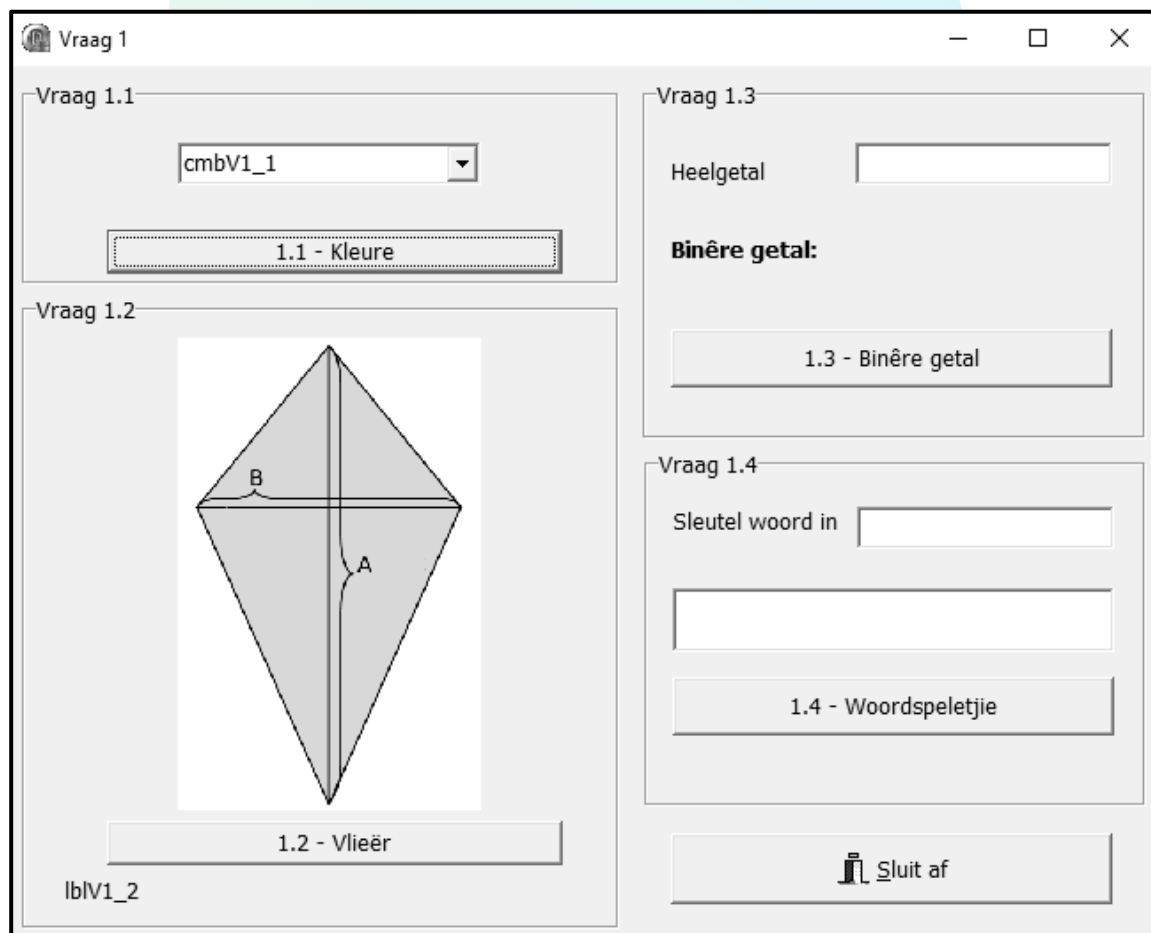 Vraag 1
Vraag 1.1
cmbV1_1
1.1 - Kleure
Vraag 1.2
B
A
1.2 - Vlieër
lblV1_2
Vraag 1.3
Heelgetal
Binêre getal:
1.3 - Binêre getal
Vraag 1.4
Sleutel woord in
1.4 - Woordspeletjie
Sluit af